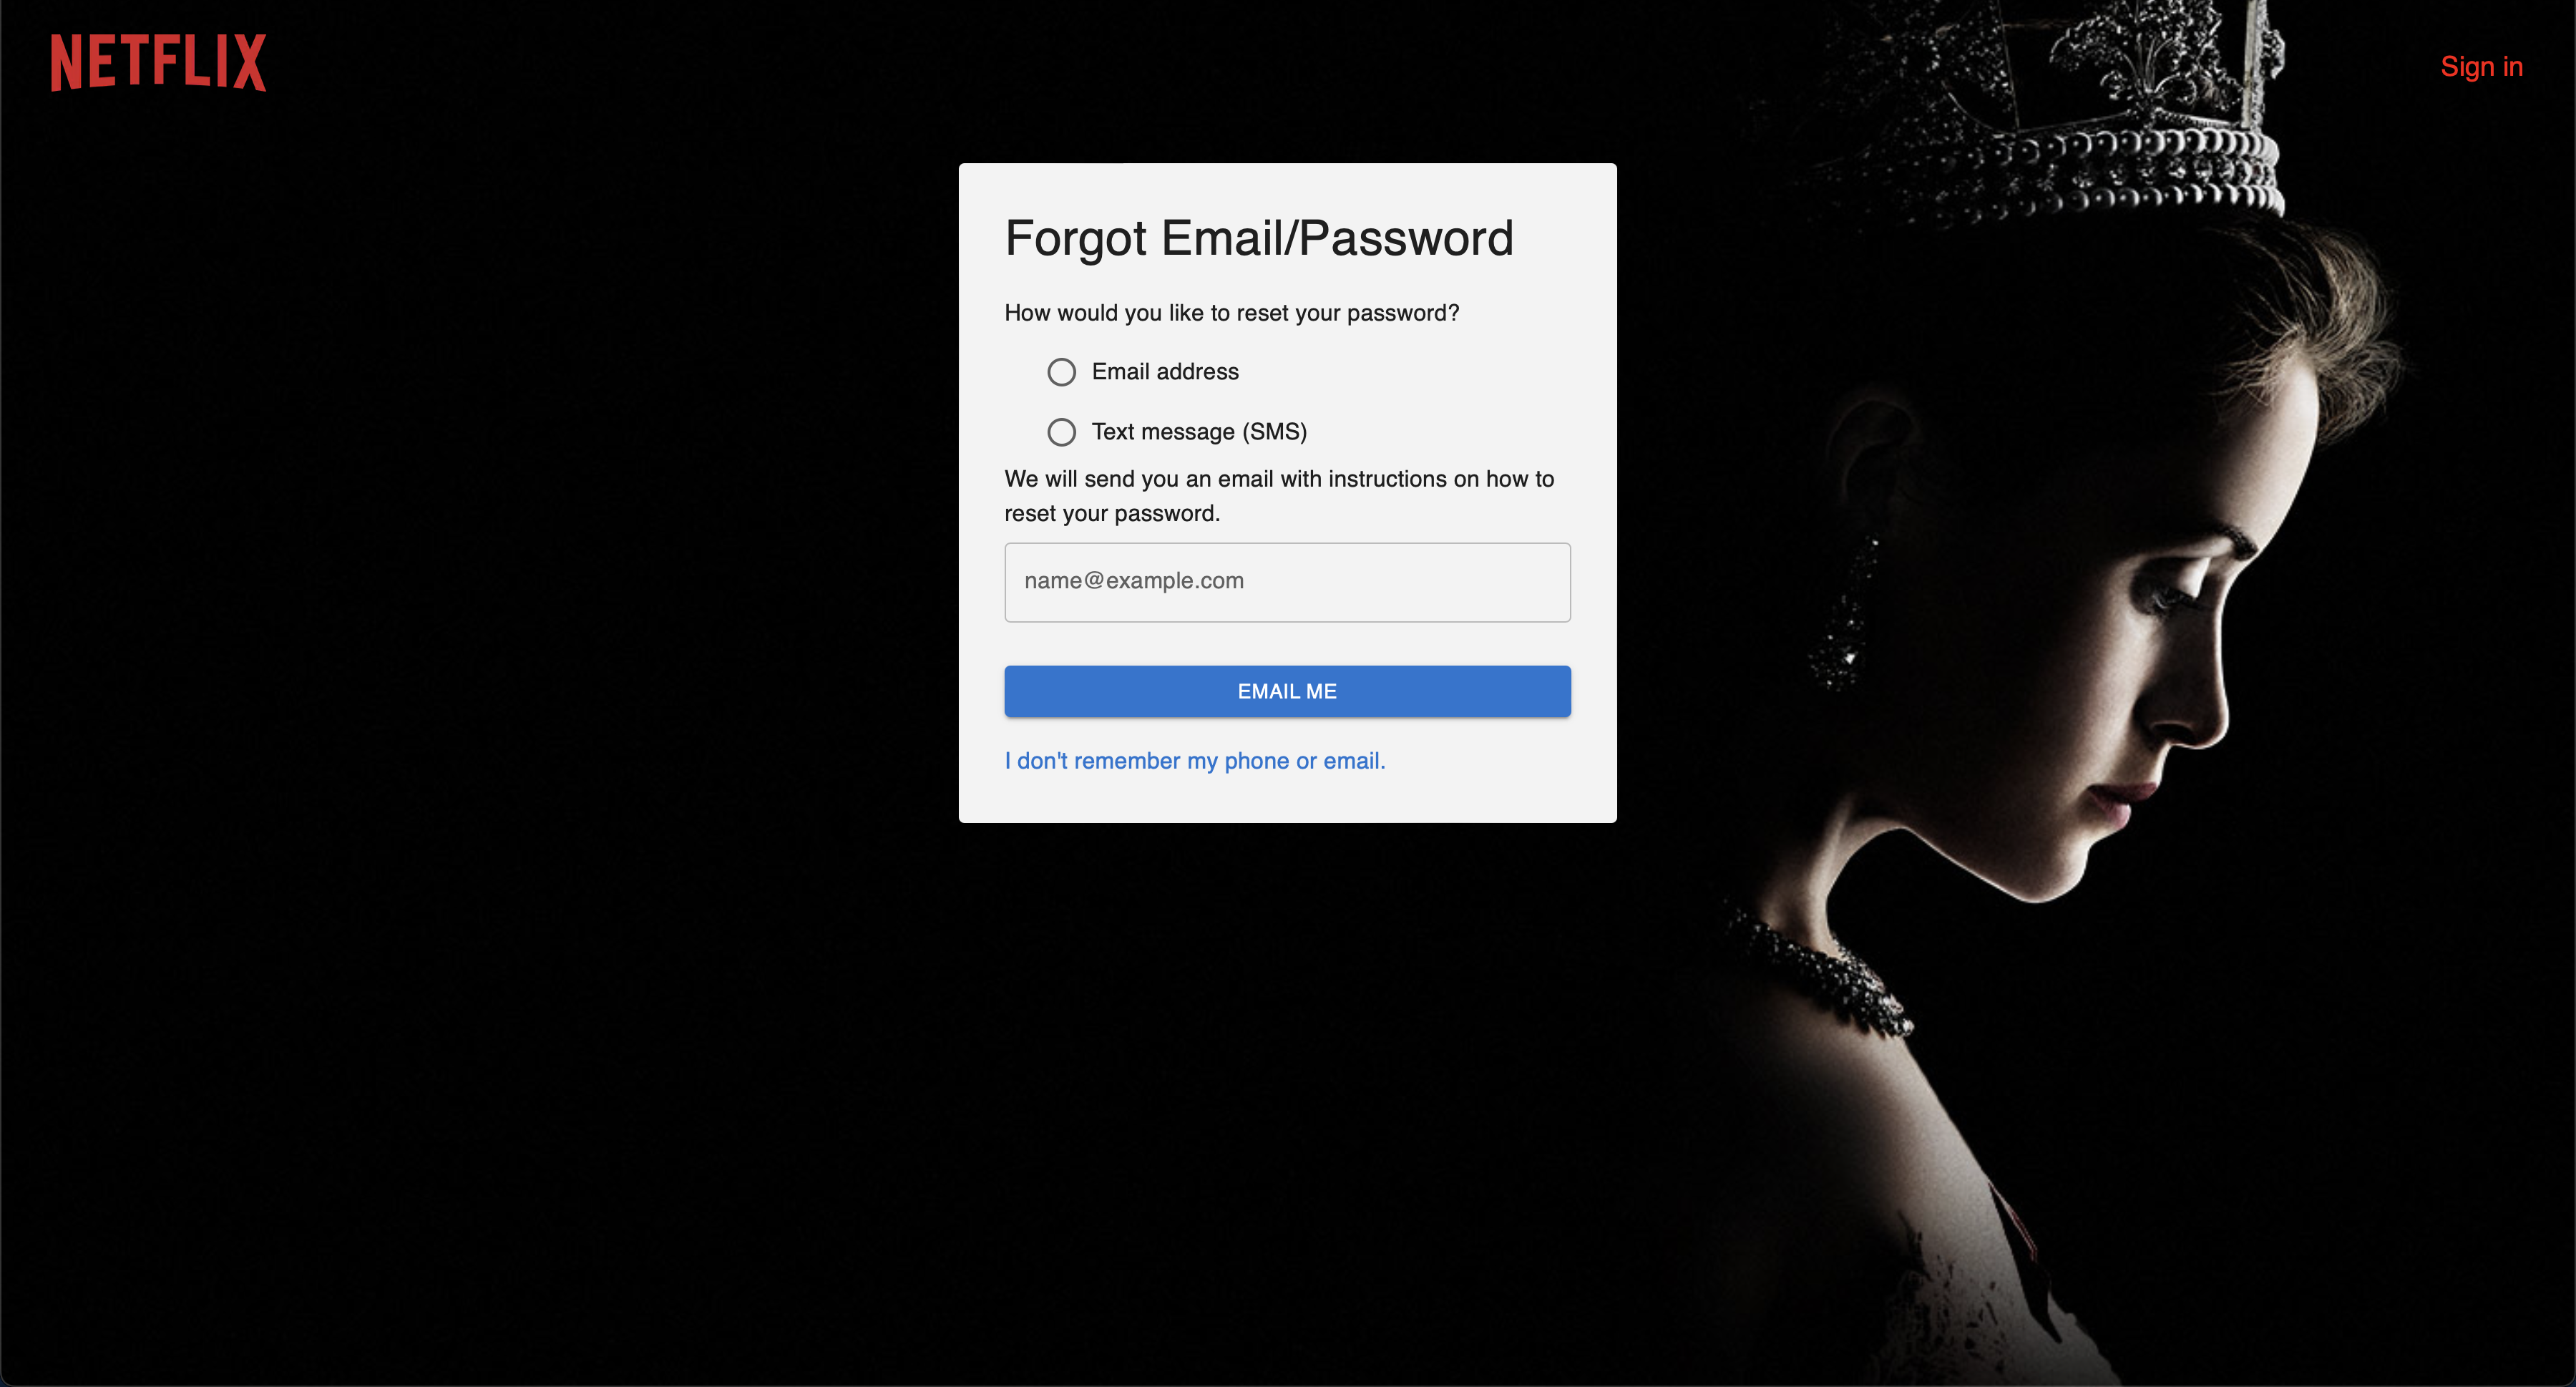 NETFLIX
Sign in
Forgot Email/Password
How would you like to reset your password?
Email address
Text message (SMS)
We will send you an email with instructions on how to
reset your password.
name@example.com
EMAIL ME
I don't remember my phone or email.